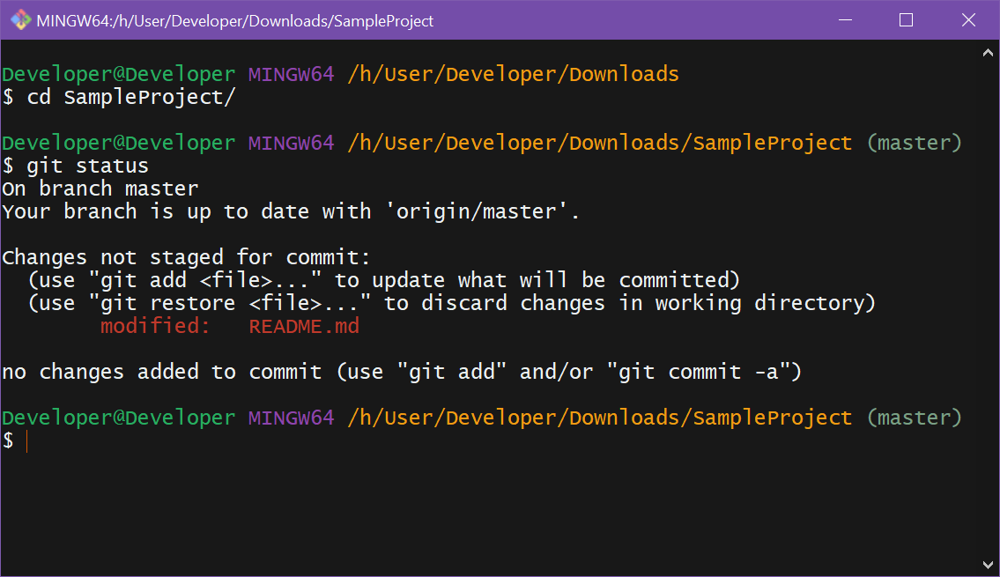 MINGW64:/h/User/Developer/Downloads/SampleProject
Developer@Developer MINGW64 /h/User/Developer/Downloads
$ cd SampleProject/
Developer@Developer MINGW64 /h/User/Developer/Downloads/SampleProject (master)
$ git status
On branch master
Your branch is up to date with 'origin/master'.
Changes not staged for commit:
  (use "git add <file>..." to update what will be committed)
  (use "git restore <file>..." to discard changes in working directory)
        modified:   README.md
no changes added to commit (use "git add" and/or "git commit -a")
Developer@Developer MINGW64 /h/User/Developer/Downloads/SampleProject (master)
$